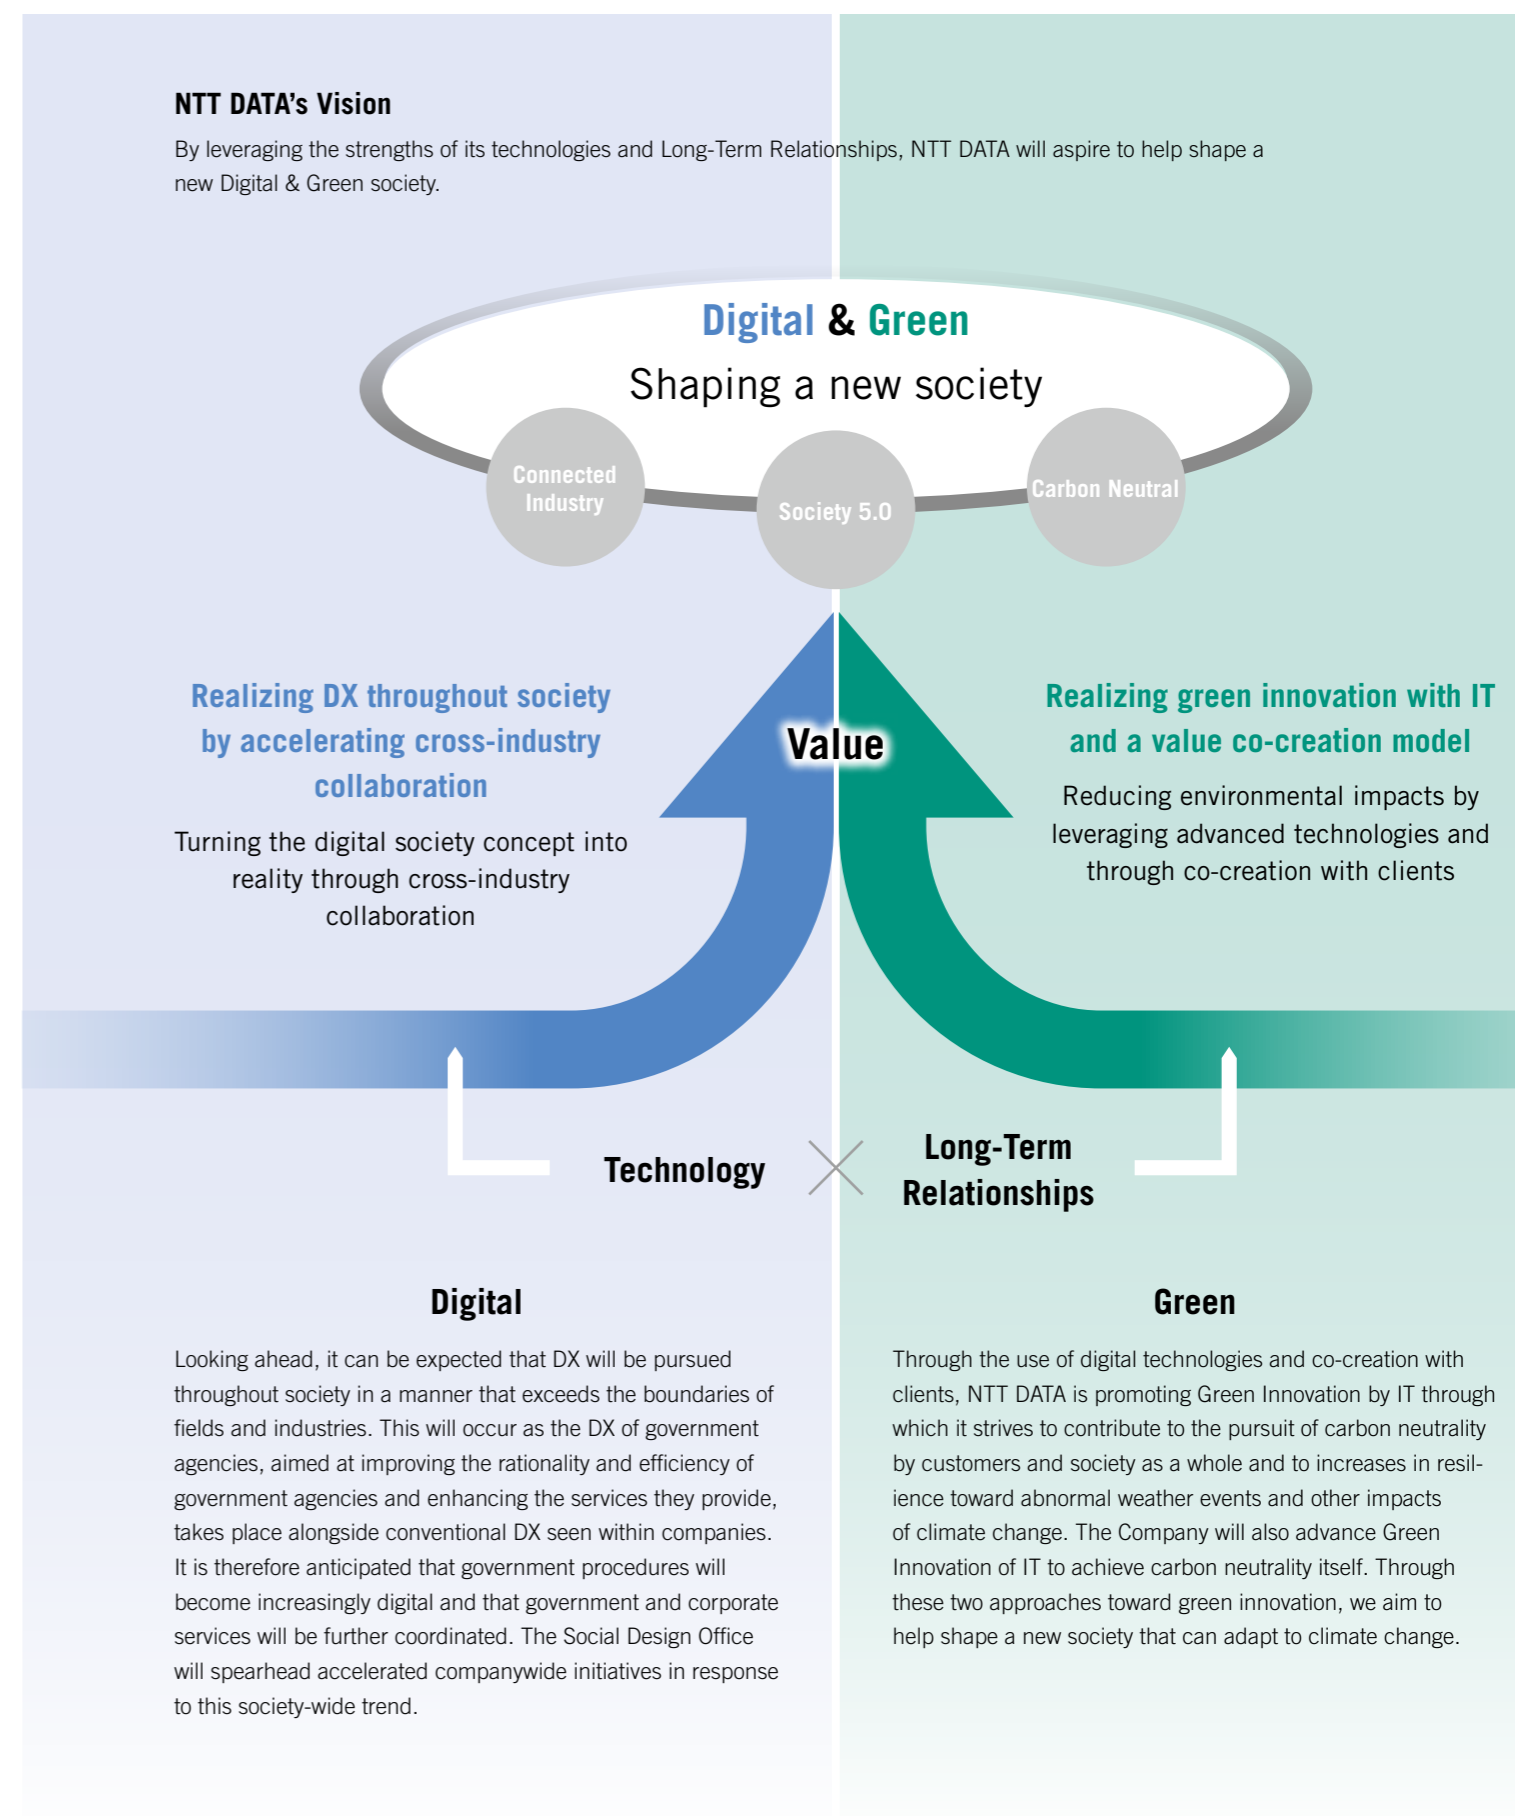 NTT DATA's Vision
By leveraging the strengths of its technologies and Long-Term Relationships, NTT DATA will aspire to help shape a
new Digital & Green society.
Digital & Green
Shaping a new society
Connected
Industry
Society 5.0
Carbon Neutral
Realizing DX throughout society
by accelerating cross-industry
collaboration
Turning the digital society concept into
reality through cross-industry
collaboration
Value
Realizing green innovation with IT
and a value co-creation model
Reducing environmental impacts by
leveraging advanced technologies and
through co-creation with clients
Technology
Long-Term
Relationships
Digital
Looking ahead, it can be expected that DX will be pursued
throughout society in a manner that exceeds the boundaries of
fields and industries. This will occur as the DX of government
agencies, aimed at improving the rationality and efficiency of
government agencies and enhancing the services they provide,
takes place alongside conventional DX seen within companies.
It is therefore anticipated that government procedures will
become increasingly digital and that government and corporate
services will be further coordinated. The Social Design Office
will spearhead accelerated companywide initiatives in response
to this society-wide trend.
Green
Through the use of digital technologies and co-creation with
clients, NTT DATA is promoting Green Innovation by IT through
which it strives to contribute to the pursuit of carbon neutrality
by customers and society as a whole and to increases in resil-
ience toward abnormal weather events and other impacts
of climate change. The Company will also advance Green
Innovation of IT to achieve carbon neutrality itself. Through
these two approaches toward green innovation, we aim to
help shape a new society that can adapt to climate change.